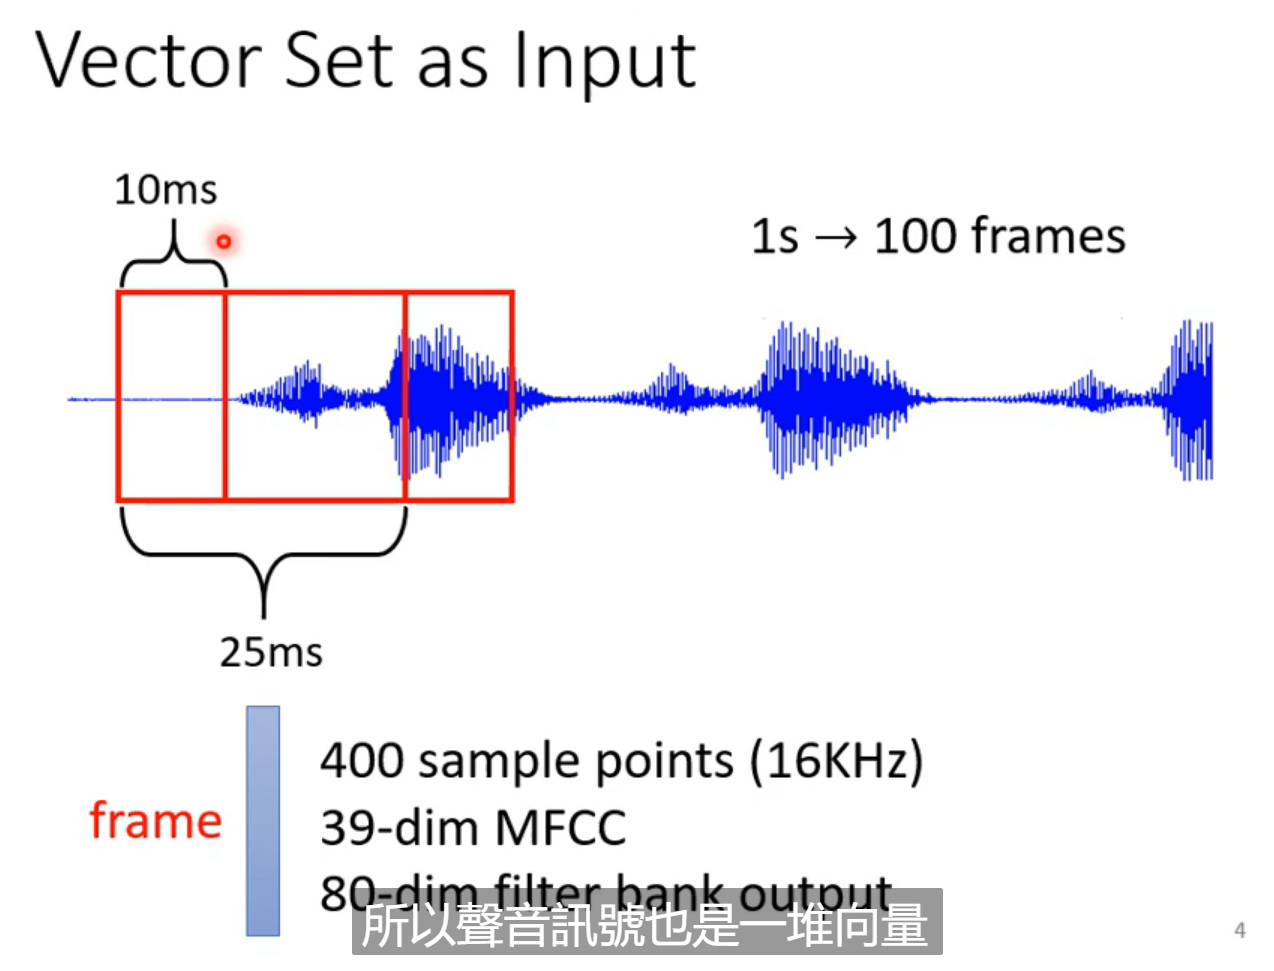 Vector Set as Input
10ms
1s → 100 frames
25ms
400 sample points (16KHz)
frame
39-dim MFCC
80-dim filter bank output
所以聲音訊號也是一堆向量
4